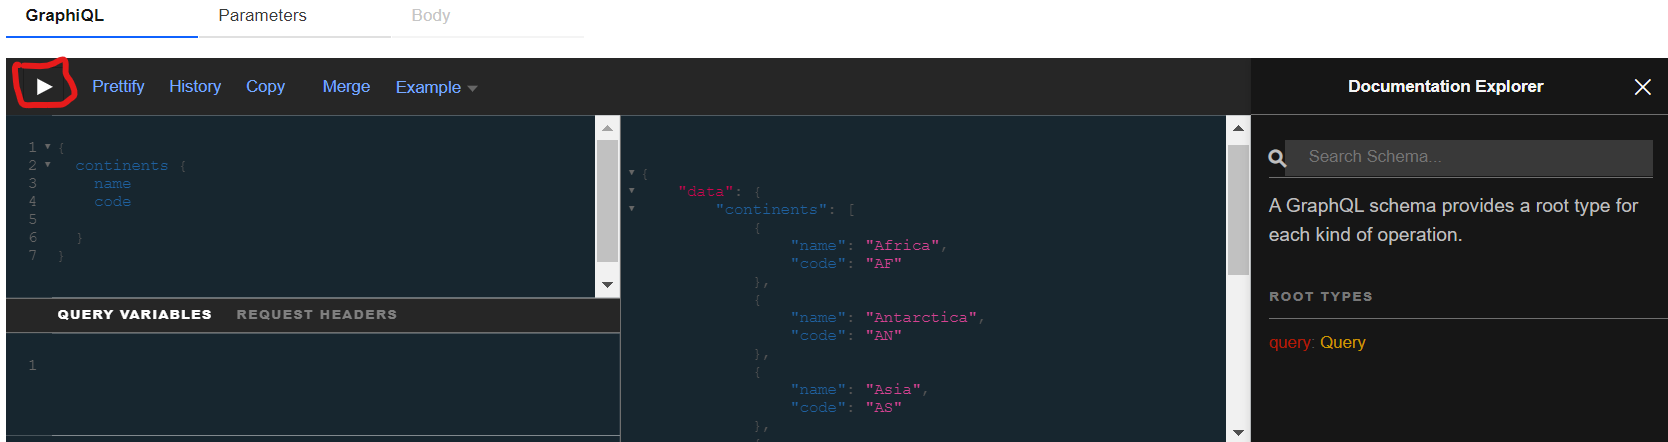 GraphiQL Parameters Body
Prettify History Copy Merge Example
1 {
2 continents {
3 name
4 code
5
6 }
7 }
QUERY VARIABLES REQUEST HEADERS
1
{
"data": {
"continents": [
{
"name": "Africa",
"code": "AF"
},
{
"name": "Antarctica",
"code": "AN"
},
{
"name": "Asia",
"code": "AS"
},
{
Documentation Explorer
Search Schema...
A GraphQL schema provides a root type for
each kind of operation.
ROOT TYPES
query: Query